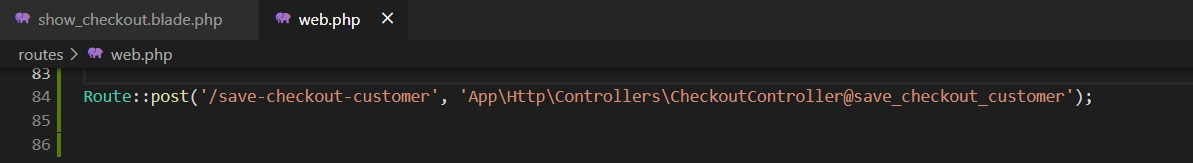 show_checkout.blade.php web.php
routes > web.php
83
84 Route::post('/save-checkout-customer', 'App\Http\Controllers\CheckoutController@save_checkout_customer');
85
86